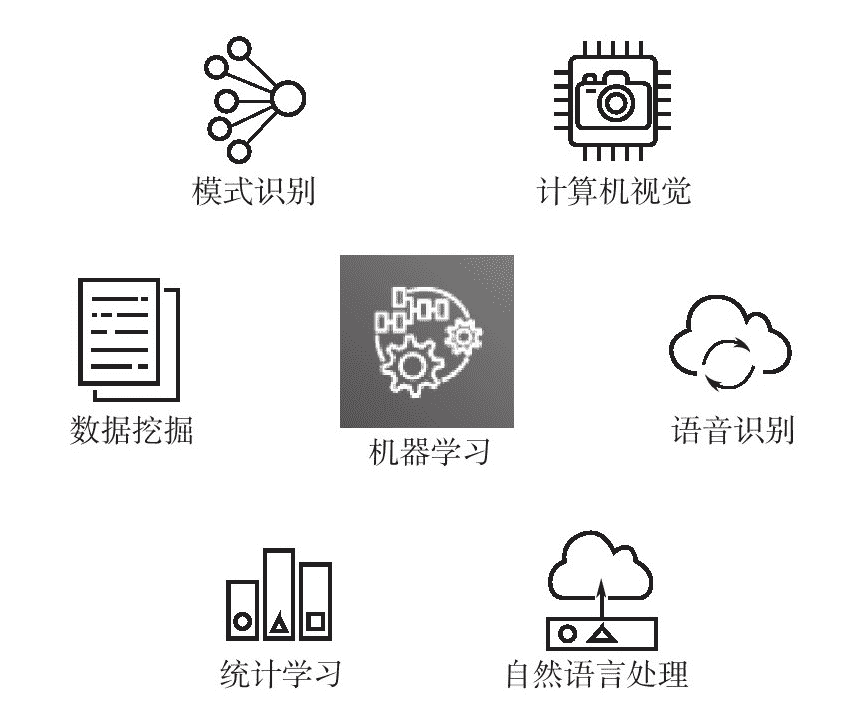 模式识别
计算机视觉
数据挖掘
机器学习
语音识别
统计学习
自然语言处理